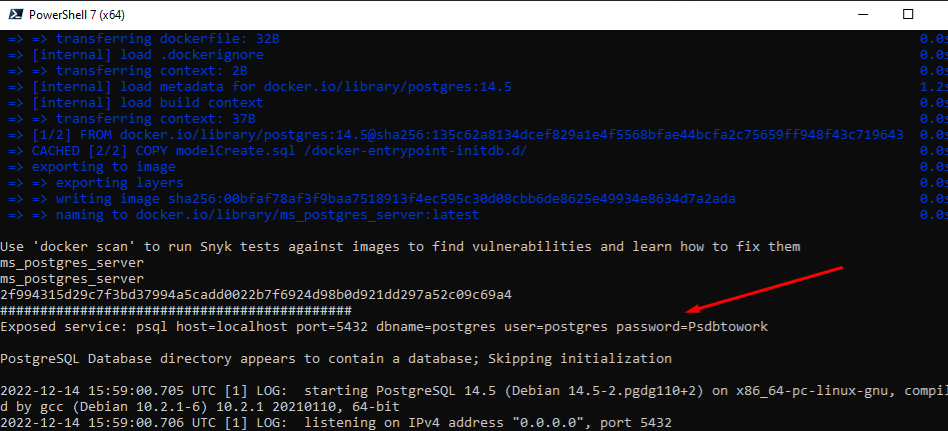 PowerShell 7 (x64)
=> => transferring dockerfile: 32B 0.0s
=> [internal] load .dockerignore 0.0s
=> => transferring context: 2B 0.0s
=> [internal] load metadata for docker.io/library/postgres:14.5 1.2s
=> [internal] load build context 0.0s
=> => transferring context: 37B 0.0s
=> [1/2] FROM docker.io/library/postgres:14.5@sha256:135c62a8134dcef829a1e4f5568bfae44bcfa2c75659ff948f43c719643 0.0s
=> CACHED [2/2] COPY modelCreate.sql /docker-entrypoint-initdb.d/ 0.0s
=> exporting to image 0.0s
=> => exporting layers 0.0s
=> => writing image sha256:00bfaf78af3f9baa7518913f4ec595c30d08cbb6de8625e49934e8634d7a2ada 0.0s
=> => naming to docker.io/library/ms_postgres_server:latest 0.0s
Use 'docker scan' to run Snyk tests against images to find vulnerabilities and learn how to fix them
ms_postgres_server
ms_postgres_server
2f994315d29c7f3bd37994a5cadd0022b7f6924d98b0d921dd297a52c09c69a4
############################################
Exposed service: psql host=localhost port=5432 dbname=postgres user=postgres password=Psdbtowork
PostgreSQL Database directory appears to contain a database; Skipping initialization
2022-12-14 15:59:00.705 UTC [1] LOG:  starting PostgreSQL 14.5 (Debian 14.5-2.pgdg110+2) on x86_64-pc-linux-gnu, compil
d by gcc (Debian 10.2.1-6) 10.2.1 20210110, 64-bit
2022-12-14 15:59:00.706 UTC [1] LOG:  listening on IPv4 address "0.0.0.0", port 5432